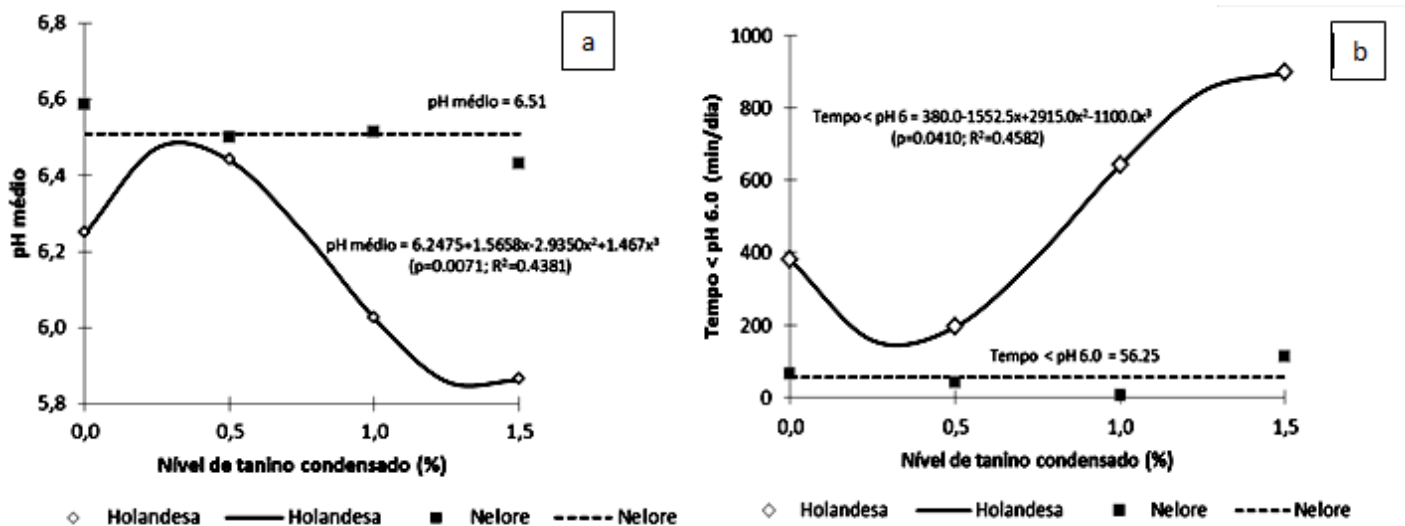 a
6,8
6,6
6,4
6,2
6,0
5,8
pH médio
pH médio = 6.51
pH médio = 6.2475+1.5658x-2.9350x²+1.467x³
(p=0.0071; R²=0.4381)
0,0 0,5 1,0 1,5
Nível de tanino condensado (%)
Holandesa Holandesa Nelore Nelore
b
1000
800
600
400
200
0
Tempo < pH 6.0 (min/dia)
Tempo < pH 6 = 380.0-1552.5x+2915.0x²-1100.0x³
(p=0.0410; R²=0.4582)
Tempo < pH 6.0 = 56.25
0,0 0,5 1,0 1,5
Nível de tanino condensado (%)
Holandesa Holandesa Nelore Nelore